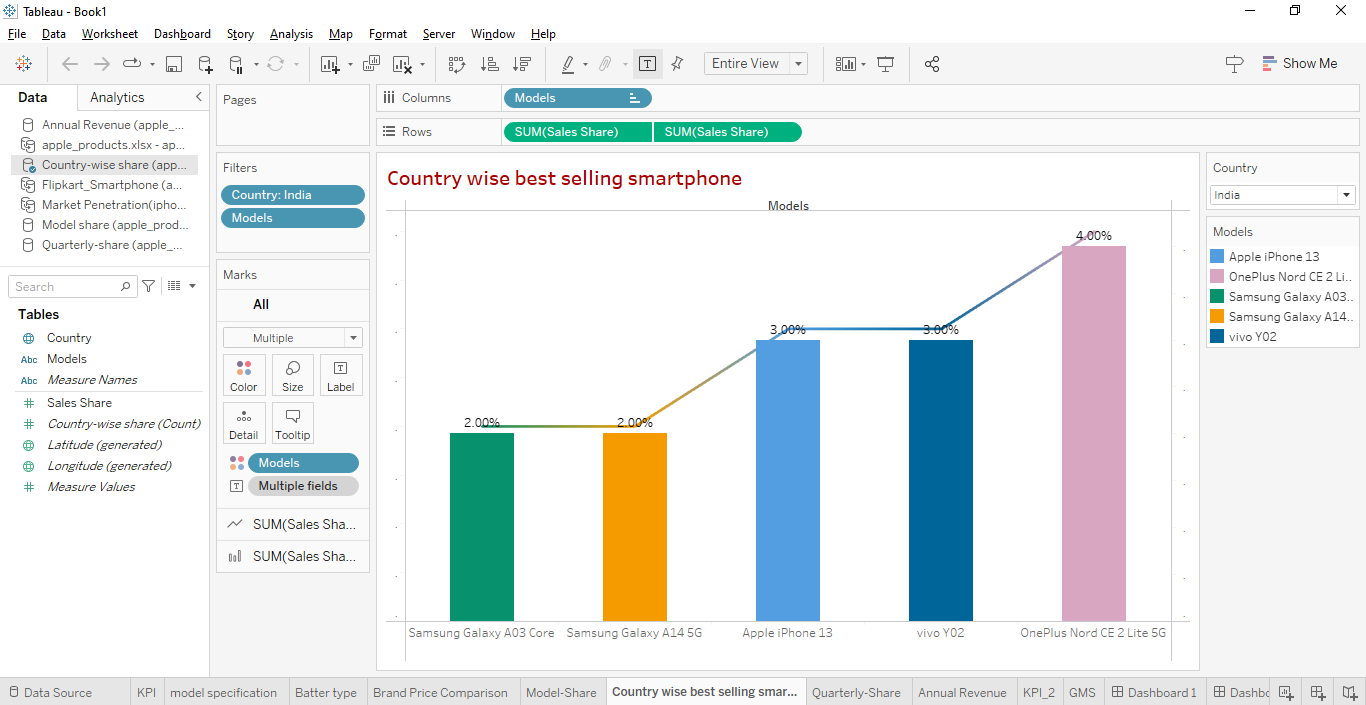 Tableau - Book1
File Data Worksheet Dashboard Story Analysis Map Format Server Window Help
Entire View
Show Me
Data Analytics
Annual Revenue (apple_...
apple_products.xlsx - ap...
Country-wise share (app...
Flipkart_Smartphone (a...
Market Penetration(ipho...
Model share (apple_prod...
Quarterly-share (apple_...
Search
Tables
Country
Abc Models
Abc Measure Names
Sales Share
Country-wise share (Count)
Latitude (generated)
Longitude (generated)
Measure Values
Pages
Filters
Country: India
Models
Marks
All
Multiple
Color Size Label
Detail Tooltip
Models
Multiple fields
SUM(Sales Sha...
SUM(Sales Sha...
Columns Models
Rows SUM(Sales Share) SUM(Sales Share)
Country wise best selling smartphone
Models
4.00%
3.00% 3.00%
2.00% 2.00%
Samsung Galaxy A03 Core Samsung Galaxy A14 5G Apple iPhone 13 vivo Y02 OnePlus Nord CE 2 Lite 5G
Country
India
Models
Apple iPhone 13
OnePlus Nord CE 2 Li..
Samsung Galaxy A03..
Samsung Galaxy A14..
vivo Y02
Data Source KPI model specification Batter type Brand Price Comparison Model-Share Country wise best selling smar... Quarterly-Share Annual Revenue KPI_2 GMS Dashboard 1 Dashbo